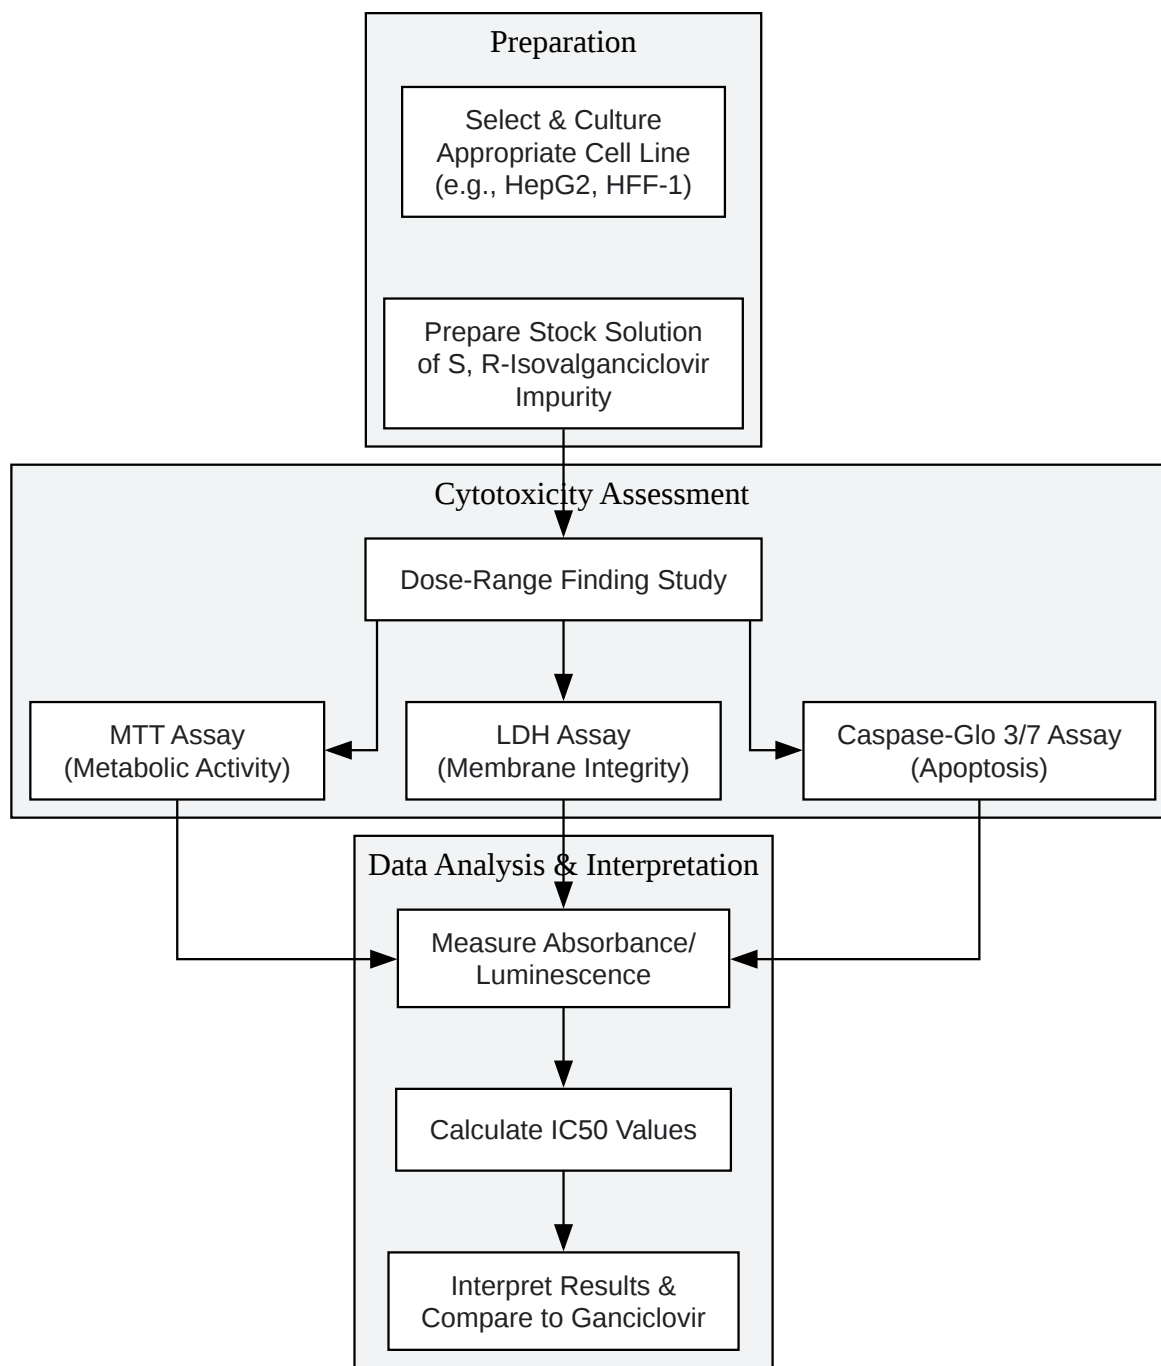 Preparation
Select & Culture
Appropriate Cell Line
(e.g., HepG2, HFF-1)
Prepare Stock Solution
of S, R-Isovalganciclovir
Impurity
Cytotoxicity Assessment
Dose-Range Finding Study
MTT Assay
(Metabolic Activity)
LDH Assay
(Membrane Integrity)
Caspase-Glo 3/7 Assay
(Apoptosis)
Data Analysis & Interpretation
Measure Absorbance/
Luminescence
Calculate IC50 Values
Interpret Results &
Compare to Ganciclovir